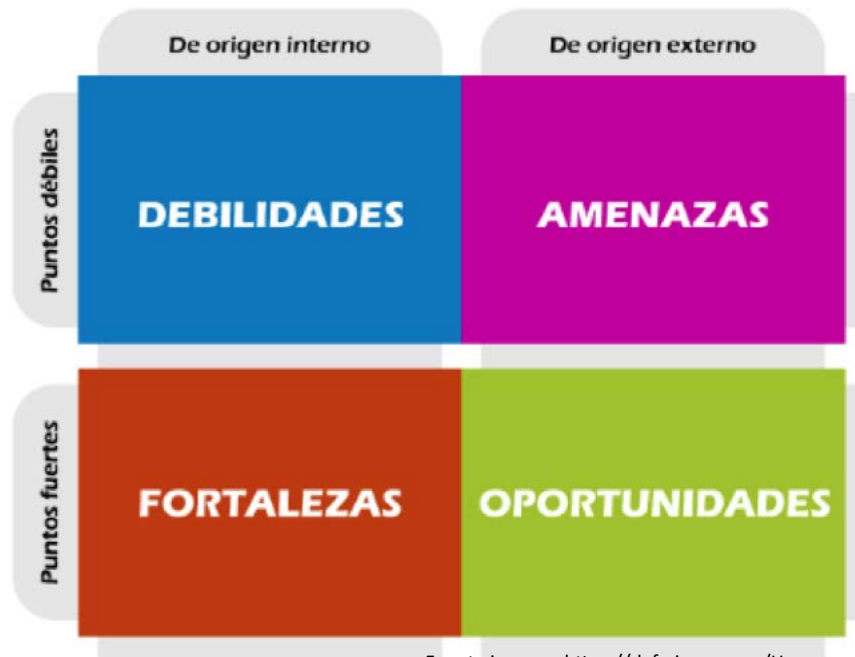 De origen interno
De origen externo
Puntos débiles
DEBILIDADES
AMENAZAS
Puntos fuertes
FORTALEZAS
OPORTUNIDADES